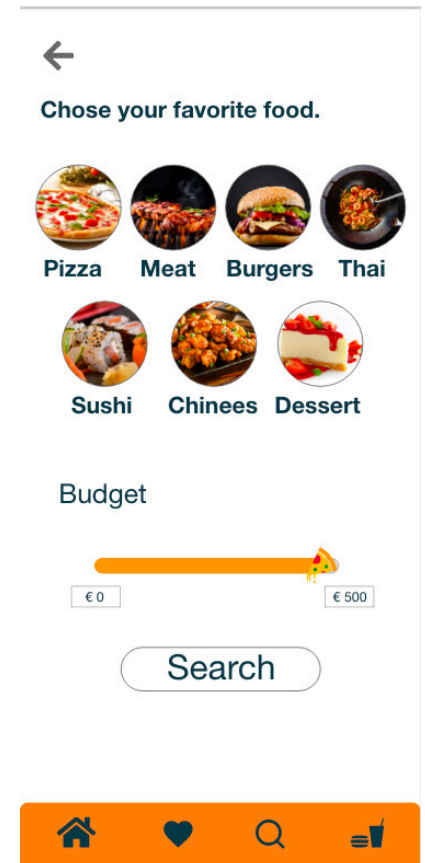 Chose your favorite food.
Pizza Meat Burgers Thai
Sushi Chinees Dessert
Budget
€ 0 € 500
Search